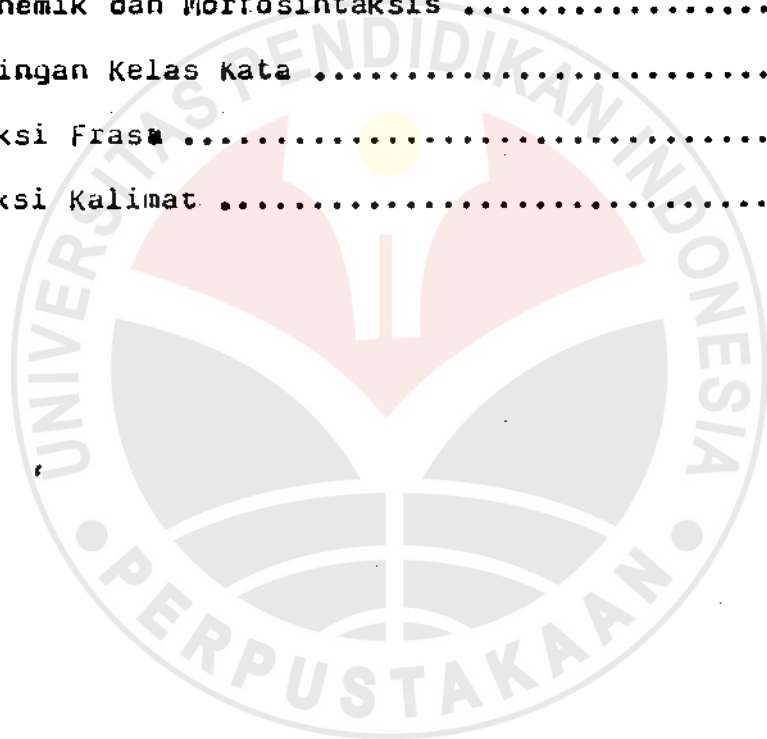 nemik dan Morfosintaksis ................
ingan Kelas Kata ........................
ksi Frasa ...............................
ksi Kalimat .............................
UNIVERSITAS PENDIDIKAN INDONESIA
PERPUSTAKAAN